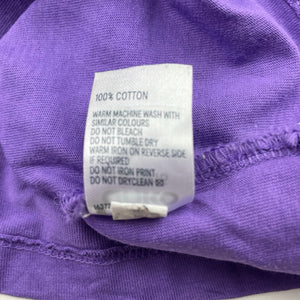 100% COTTON
WARM MACHINE WASH WITH
SIMILAR COLOURS
DO NOT BLEACH
DO NOT TUMBLE DRY
WARM IRON ON REVERSE SIDE
IF REQUIRED
DO NOT IRON PRINT
DO NOT DRYCLEAN